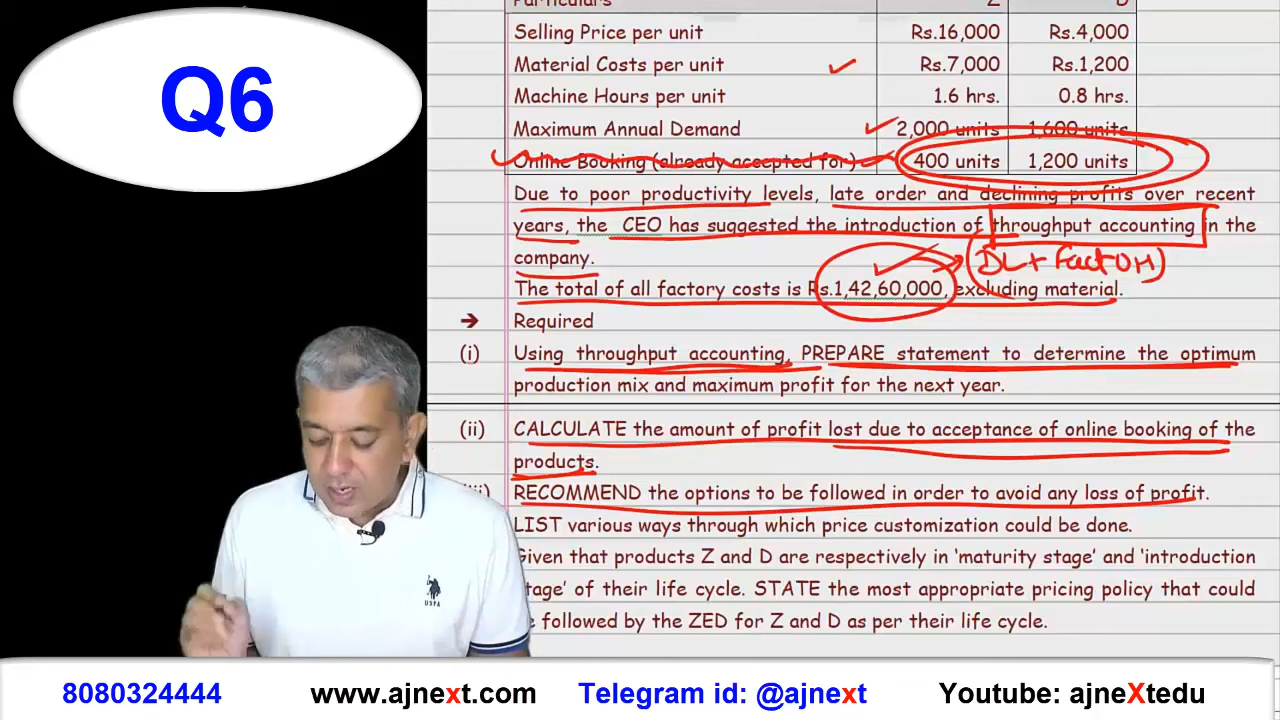 Q6
Particulars Z D
Selling Price per unit Rs.16,000 Rs.4,000
Material Costs per unit Rs.7,000 Rs.1,200
Machine Hours per unit 1.6 hrs. 0.8 hrs.
Maximum Annual Demand 2,000 units 1,600 units
Online Booking (already accepted for) 400 units 1,200 units
Due to poor productivity levels, late order and declining profits over recent
years, the CEO has suggested the introduction of throughput accounting in the
company.
DL + Fact OH)
The total of all factory costs is Rs.1,42,60,000, excluding material.
➔ Required
(i) Using throughput accounting, PREPARE statement to determine the optimum
production mix and maximum profit for the next year.
(ii) CALCULATE the amount of profit lost due to acceptance of online booking of the
products.
RECOMMEND the options to be followed in order to avoid any loss of profit.
LIST various ways through which price customization could be done.
Given that products Z and D are respectively in 'maturity stage' and 'introduction
stage' of their life cycle. STATE the most appropriate pricing policy that could
followed by the ZED for Z and D as per their life cycle.
USPA
8080324444 www.ajnext.com Telegram id: @ajnext Youtube: ajneXtedu